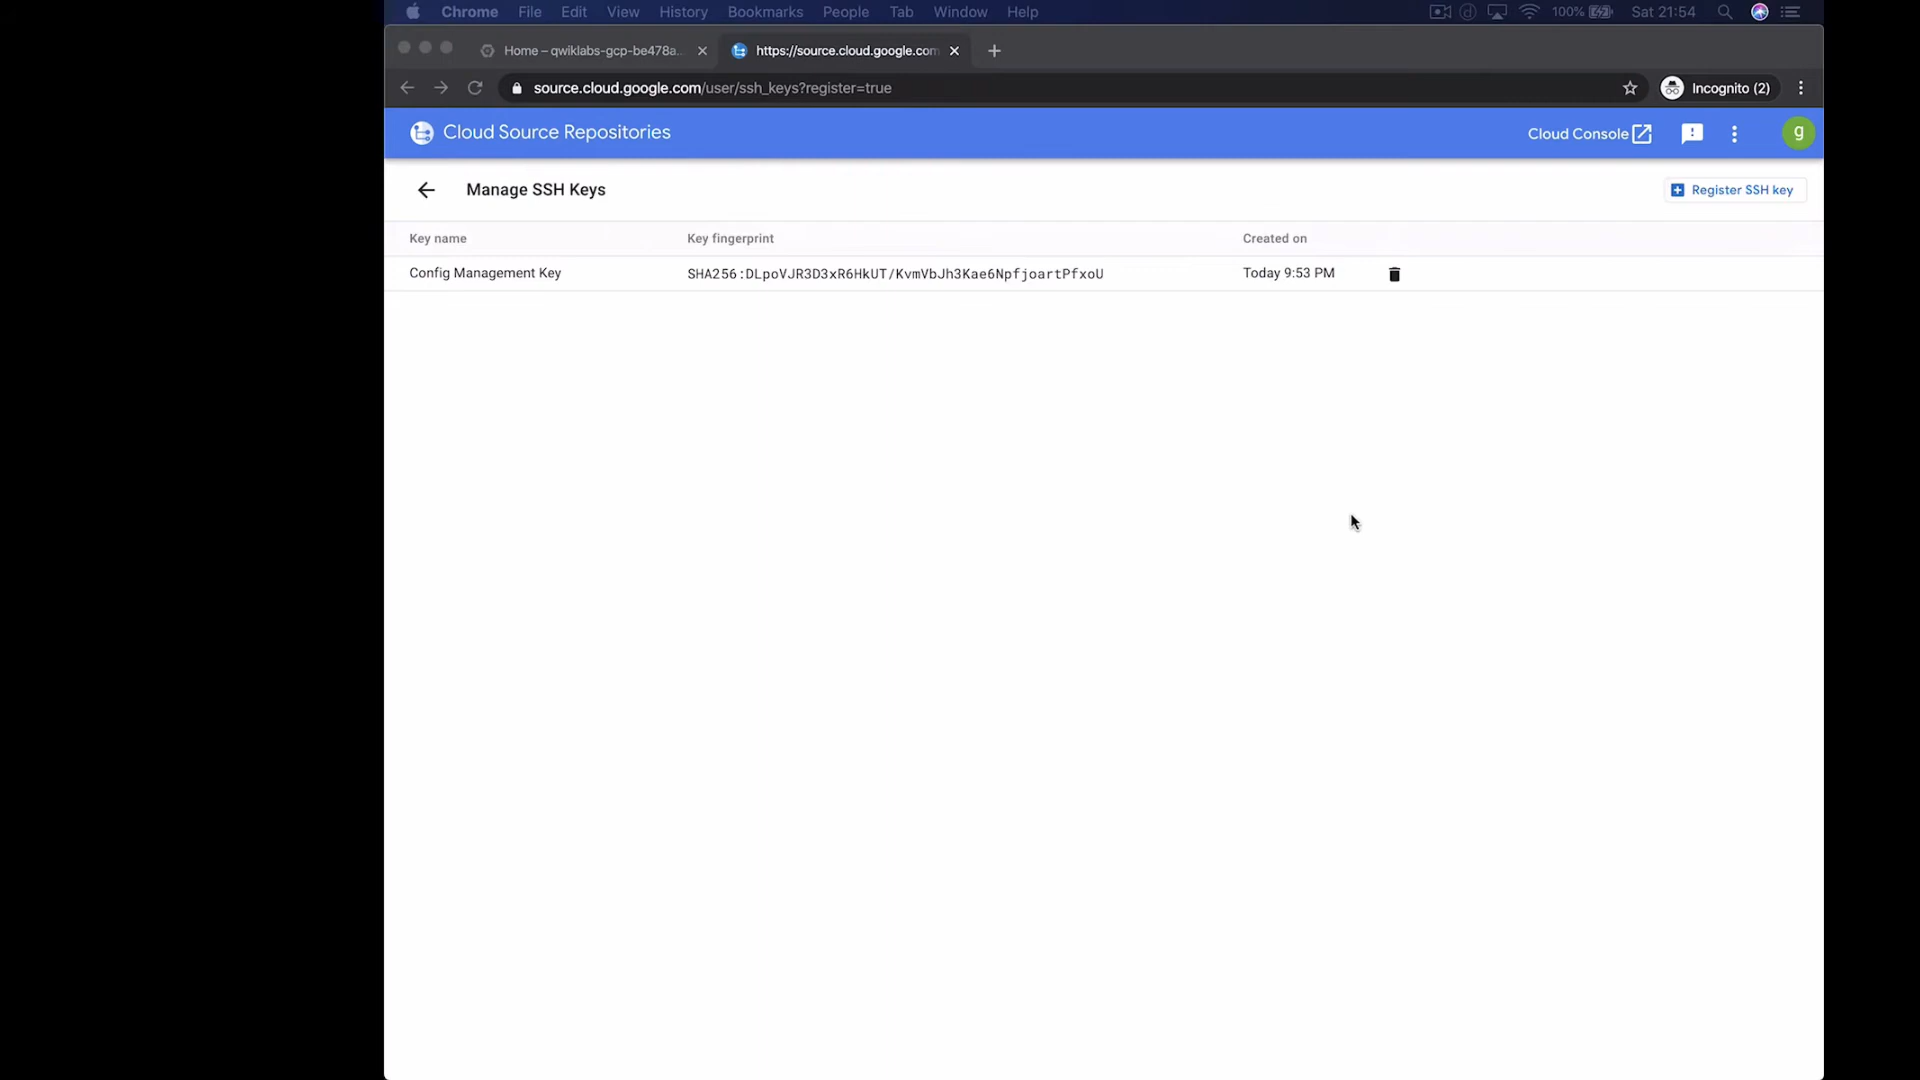 Chrome File Edit View History Bookmarks People Tab Window Help 100% Sat 21:54
Home – qwiklabs-gcp-be478a... https://source.cloud.google.com
source.cloud.google.com/user/ssh_keys?register=true Incognito (2)
Cloud Source Repositories Cloud Console g
Manage SSH Keys Register SSH key
Key name Key fingerprint Created on
Config Management Key SHA256:DLpoVJR3D3xR6HkUT/KvmVbJh3Kae6NpfjoartPfxoU Today 9:53 PM